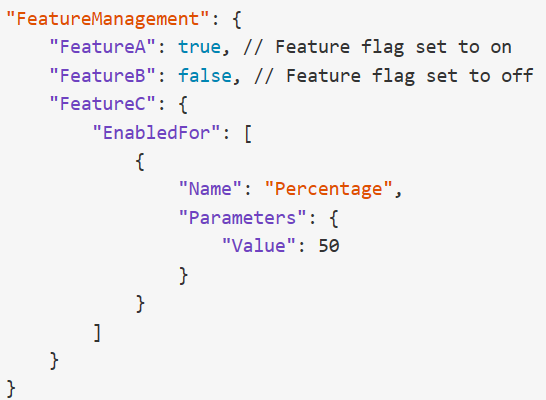 "FeatureManagement": {
    "FeatureA": true, // Feature flag set to on
    "FeatureB": false, // Feature flag set to off
    "FeatureC": {
        "EnabledFor": [
            {
                "Name": "Percentage",
                "Parameters": {
                    "Value": 50
                }
            }
        ]
    }
}